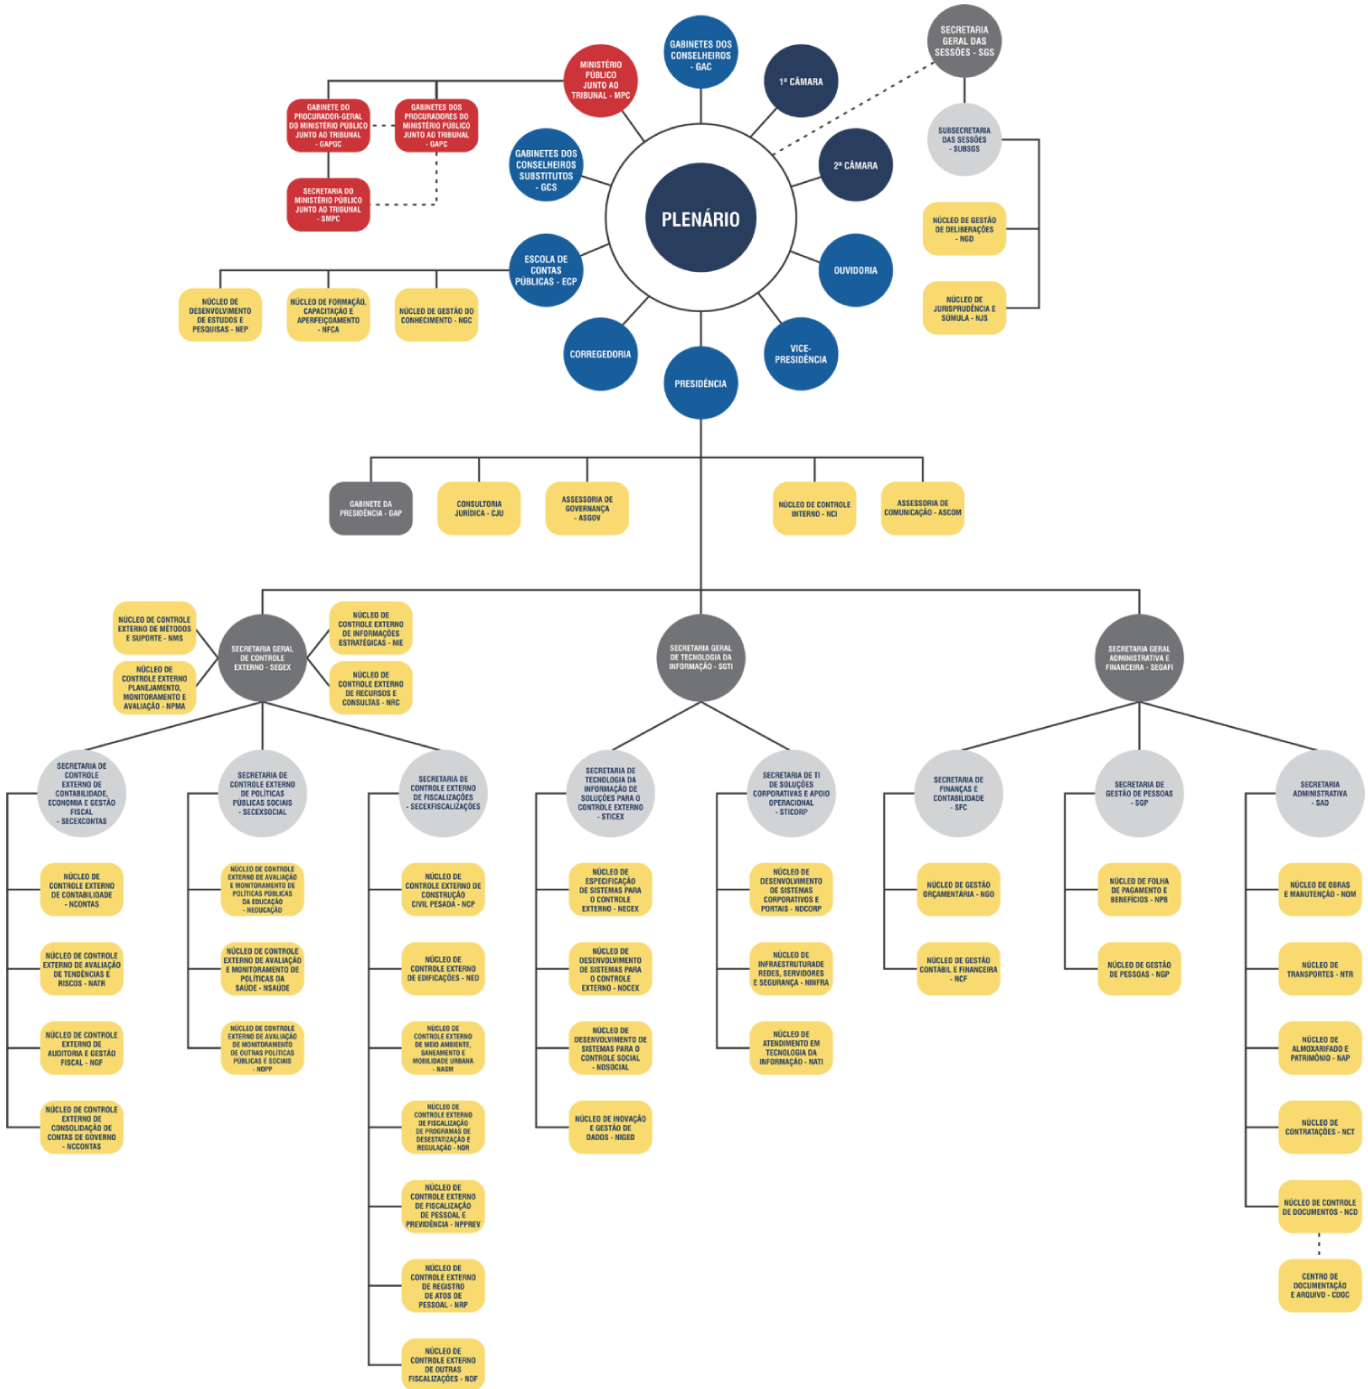 SECRETARIA
GERAL DAS
SESSÕES - SGS
GABINETES DOS
CONSELHEIROS
- GAC
MINISTÉRIO
PÚBLICO
JUNTO AO
TRIBUNAL - MPC
1ª CÂMARA
GABINETE DO
PROCURADOR-GERAL
DO MINISTÉRIO PÚBLICO
JUNTO AO TRIBUNAL
- GAPGC
GABINETES DOS
PROCURADORES DO
MINISTÉRIO PÚBLICO
JUNTO AO TRIBUNAL
- GAPC
SUBSECRETARIA
DAS SESSÕES
- SUBSGS
GABINETES DOS
CONSELHEIROS
SUBSTITUTOS
- GCS
2ª CÂMARA
SECRETARIA DO
MINISTÉRIO PÚBLICO
JUNTO AO TRIBUNAL
- SMPC
PLENÁRIO
NÚCLEO DE GESTÃO
DE DELIBERAÇÕES
- NGD
ESCOLA DE
CONTAS
PÚBLICAS - ECP
OUVIDORIA
NÚCLEO DE
DESENVOLVIMENTO
DE ESTUDOS E
PESQUISAS - NEP
NÚCLEO DE FORMAÇÃO,
CAPACITAÇÃO E
APERFEIÇOAMENTO
- NFCA
NÚCLEO DE GESTÃO DO
CONHECIMENTO - NGC
NÚCLEO DE
JURISPRUDÊNCIA E
SÚMULA - NJS
CORREGEDORIA
VICE-
PRESIDÊNCIA
PRESIDÊNCIA
GABINETE DA
PRESIDÊNCIA - GAP
CONSULTORIA
JURÍDICA - CJU
ASSESSORIA DE
GOVERNANÇA
- ASGOV
NÚCLEO DE CONTROLE
INTERNO - NCI
ASSESSORIA DE
COMUNICAÇÃO - ASCOM
NÚCLEO DE CONTROLE
EXTERNO DE MÉTODOS
E SUPORTE - NMS
NÚCLEO DE
CONTROLE EXTERNO
PLANEJAMENTO,
MONITORAMENTO E
AVALIAÇÃO - NPMA
SECRETARIA GERAL
DE CONTROLE
EXTERNO - SEGEX
NÚCLEO DE
CONTROLE EXTERNO
DE INFORMAÇÕES
ESTRATÉGICAS - NIE
NÚCLEO DE
CONTROLE EXTERNO
DE RECURSOS E
CONSULTAS - NRC
SECRETARIA GERAL
DE TECNOLOGIA DA
INFORMAÇÃO - SGTI
SECRETARIA GERAL
ADMINISTRATIVA E
FINANCEIRA - SEGAFI
SECRETARIA DE
CONTROLE
EXTERNO DE
CONTABILIDADE,
ECONOMIA E GESTÃO
FISCAL
- SECEXCONTAS
SECRETARIA DE
CONTROLE EXTERNO
DE POLÍTICAS
PÚBLICAS SOCIAIS
- SECEXSOCIAL
SECRETARIA DE
CONTROLE EXTERNO
DE FISCALIZAÇÕES
- SECEXFISCALIZAÇÕES
SECRETARIA DE
TECNOLOGIA DA
INFORMAÇÃO DE
SOLUÇÕES PARA O
CONTROLE EXTERNO
- STICEX
SECRETARIA DE TI
DE SOLUÇÕES
CORPORATIVAS E APOIO
OPERACIONAL
- STICORP
SECRETARIA DE
FINANÇAS E
CONTABILIDADE
- SFC
SECRETARIA DE
GESTÃO DE PESSOAS
- SGP
SECRETARIA
ADMINISTRATIVA
- SAD
NÚCLEO DE
CONTROLE EXTERNO
DE CONTABILIDADE
- NCONTAS
NÚCLEO DE CONTROLE
EXTERNO DE AVALIAÇÃO
E MONITORAMENTO DE
POLÍTICAS PÚBLICAS
DA EDUCAÇÃO
- NEDUCAÇÃO
NÚCLEO DE
CONTROLE EXTERNO DE
CONSTRUÇÃO
CIVIL PESADA - NCP
NÚCLEO DE
ESPECIFICAÇÃO
DE SISTEMAS PARA
O CONTROLE
EXTERNO - NECEX
NÚCLEO DE
DESENVOLVIMENTO
DE SISTEMAS
CORPORATIVOS E
PORTAIS - NDCORP
NÚCLEO DE GESTÃO
ORÇAMENTÁRIA - NGO
NÚCLEO DE FOLHA
DE PAGAMENTO E
BENEFÍCIOS - NPB
NÚCLEO DE OBRAS
E MANUTENÇÃO - NOM
NÚCLEO DE CONTROLE
EXTERNO DE AVALIAÇÃO
DE TENDÊNCIAS E
RISCOS - NATR
NÚCLEO DE CONTROLE
EXTERNO DE AVALIAÇÃO
E MONITORAMENTO DE
POLÍTICAS DA
SAÚDE - NSAÚDE
NÚCLEO DE
CONTROLE EXTERNO
DE EDIFICAÇÕES - NED
NÚCLEO DE
DESENVOLVIMENTO
DE SISTEMAS PARA
O CONTROLE
EXTERNO - NDCEX
NÚCLEO DE
INFRAESTRUTURADE
REDES, SERVIDORES
E SEGURANÇA - NINFRA
NÚCLEO DE GESTÃO
CONTÁBIL E FINANCEIRA
- NCF
NÚCLEO DE GESTÃO
DE PESSOAS - NGP
NÚCLEO DE
TRANSPORTES - NTR
NÚCLEO DE CONTROLE
EXTERNO DE
AUDITORIA E GESTÃO
FISCAL - NGF
NÚCLEO DE CONTROLE
EXTERNO DE AVALIAÇÃO
DE MONITORAMENTO
DE OUTRAS POLÍTICAS
PÚBLICAS E SOCIAIS
- NOPP
NÚCLEO DE
CONTROLE EXTERNO
DE MEIO AMBIENTE,
SANEAMENTO E
MOBILIDADE URBANA
- NASM
NÚCLEO DE
DESENVOLVIMENTO DE
SISTEMAS PARA O
CONTROLE SOCIAL
- NDSOCIAL
NÚCLEO DE
ATENDIMENTO EM
TECNOLOGIA DA
INFORMAÇÃO - NATI
NÚCLEO DE
ALMOXARIFADO E
PATRIMÔNIO - NAP
NÚCLEO DE CONTROLE
EXTERNO DE
CONSOLIDAÇÃO DE
CONTAS DE GOVERNO
- NCCONTAS
NÚCLEO DE
CONTROLE EXTERNO
DE FISCALIZAÇÃO
DE PROGRAMAS DE
DESESTATIZAÇÃO E
REGULAÇÃO - NDR
NÚCLEO DE INOVAÇÃO
E GESTÃO DE
DADOS - NIGED
NÚCLEO DE
CONTRATAÇÕES - NCT
NÚCLEO DE
CONTROLE EXTERNO
DE FISCALIZAÇÃO
DE PESSOAL E
PREVIDÊNCIA - NPPREV
NÚCLEO DE CONTROLE
DE DOCUMENTOS - NCD
NÚCLEO DE
CONTROLE EXTERNO
DE REGISTRO
DE ATOS DE
PESSOAL - NRP
CENTRO DE
DOCUMENTAÇÃO
E ARQUIVO - CDOC
NÚCLEO DE
CONTROLE EXTERNO
DE OUTRAS
FISCALIZAÇÕES - NOF